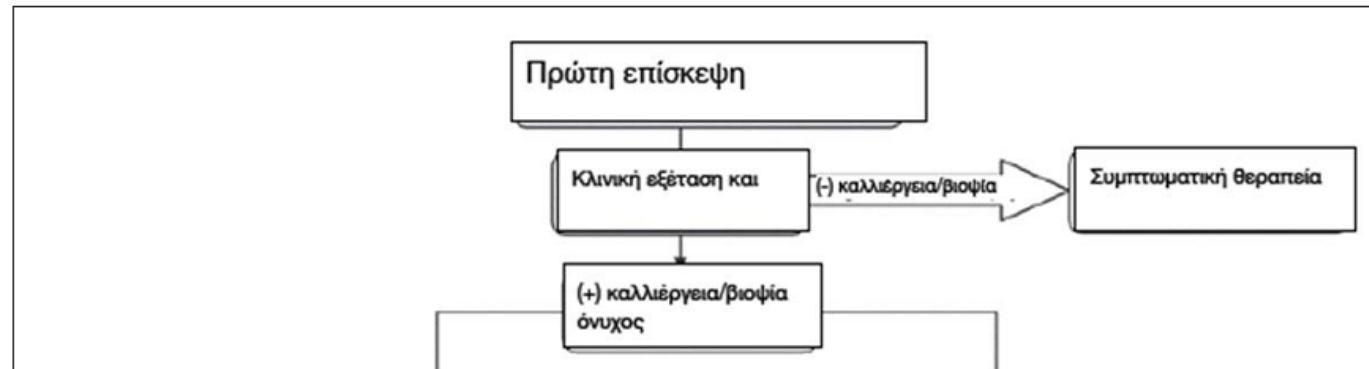 Πρώτη επίσκεψη
Κλινική εξέταση και
(-) καλλιέργεια/βιοψία
Συμπτωματική θεραπεία
(+) καλλιέργεια/βιοψία
όνυχος